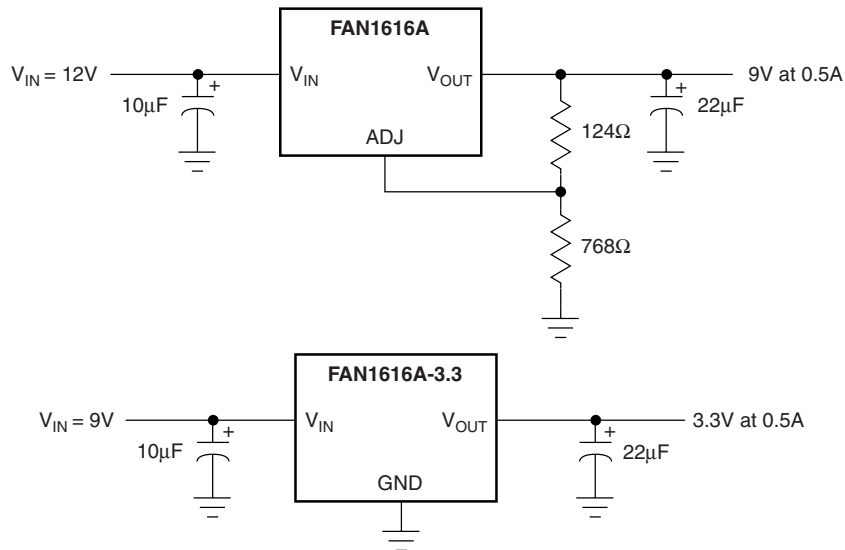 FAN1616A
V_IN = 12V
V_IN
V_OUT
9V at 0.5A
10μF
+
+
22μF
124Ω
ADJ
768Ω
FAN1616A-3.3
V_IN = 9V
V_IN
V_OUT
3.3V at 0.5A
10μF
+
+
22μF
GND